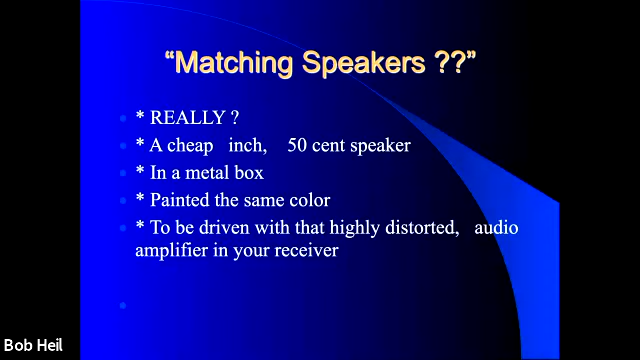 “Matching Speakers ??”
* REALLY ?
* A cheap inch, 50 cent speaker
* In a metal box
* Painted the same color
* To be driven with that highly distorted, audio
amplifier in your receiver
Bob Heil